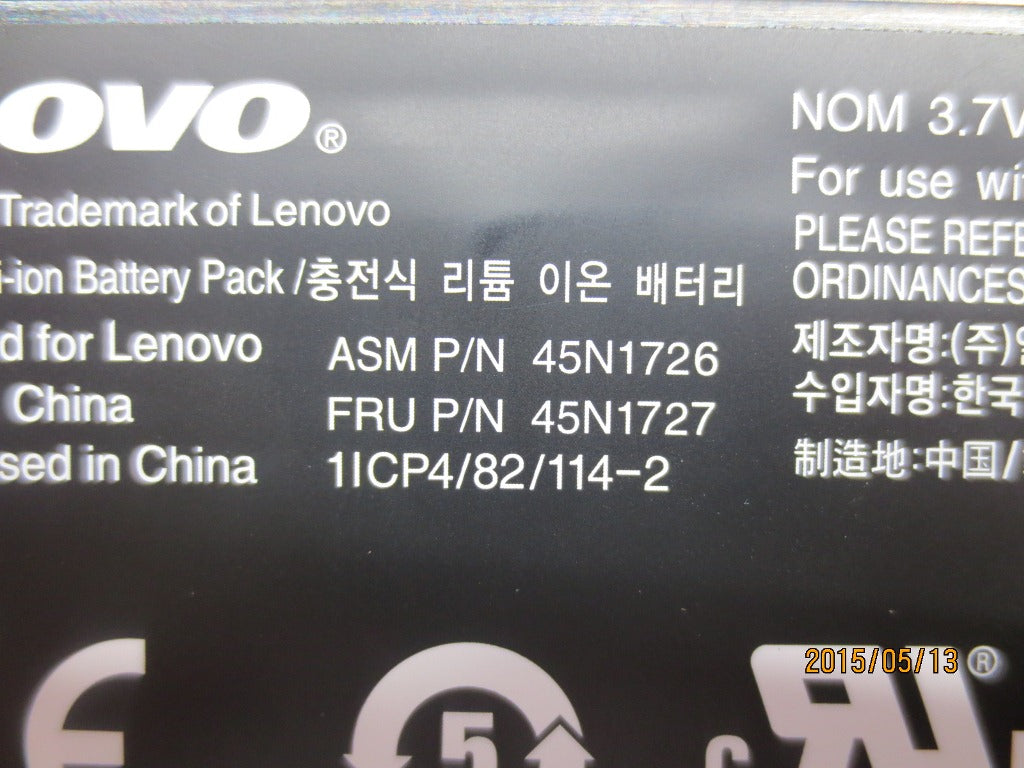 ovo®
Trademark of Lenovo
-ion Battery Pack /충전식 리튬 이온 배터리
d for Lenovo
China
sed in China
ASM P/N 45N1726
FRU P/N 45N1727
1ICP4/82/114-2
NOM 3.7V
For use wi
PLEASE REFE
ORDINANCES
제조자명:(주)
수입자명:한국
制造地:中国/
5
c
®
2015/05/13